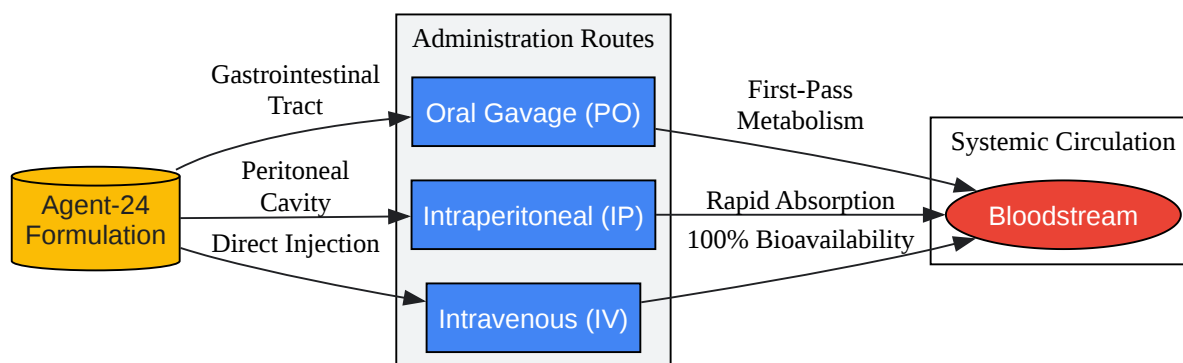 Administration Routes
Gastrointestinal
Tract
Oral Gavage (PO)
First-Pass
Metabolism
Systemic Circulation
Agent-24
Formulation
Peritoneal
Cavity
Intraperitoneal (IP)
Rapid Absorption
Bloodstream
Direct Injection
100% Bioavailability
Intravenous (IV)